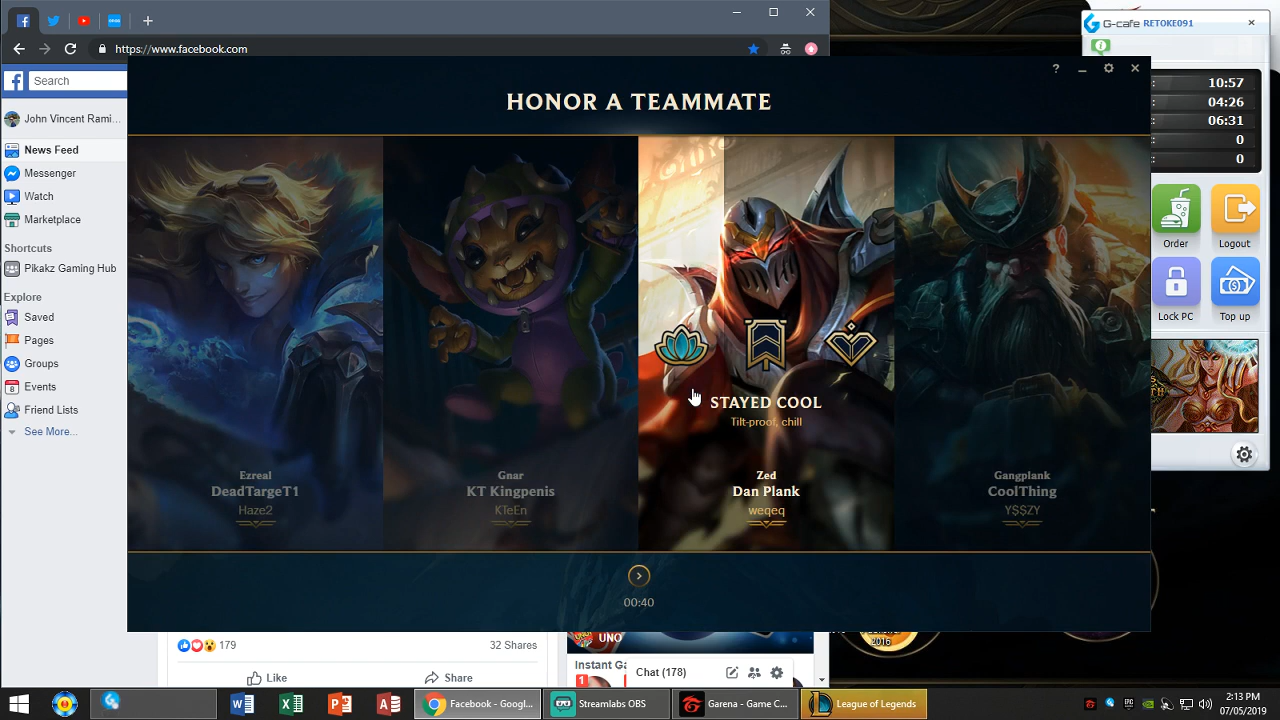 https://www.facebook.com
G-cafe RETOKE091
Search
John Vincent Rami...
News Feed
Messenger
Watch
Marketplace
Shortcuts
Pikakz Gaming Hub
Explore
Saved
Pages
Groups
Events
Friend Lists
See More...
HONOR A TEAMMATE
STAYED COOL
Tilt-proof, chill
Ezreal
DeadTargeT1
Haze2
Gnar
KT Kingpenis
KTeEn
Zed
Dan Plank
weqeq
Gangplank
CoolThing
Y$$ZY
00:40
10:57
04:26
06:31
0
0
Order
Logout
Lock PC
Top up
179
32 Shares
Like
Share
UNO
Instant Ga
1
Chat (178)
2016
Facebook - Googl...
Streamlabs OBS
Garena - Game C...
League of Legends
2:13 PM
07/05/2019